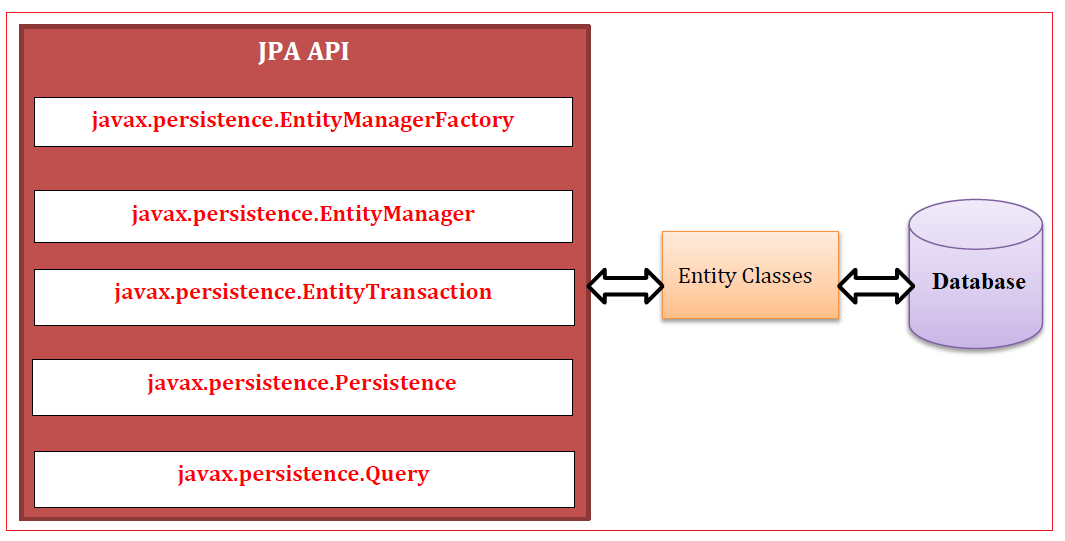 JPA API
javax.persistence.EntityManagerFactory
javax.persistence.EntityManager
javax.persistence.EntityTransaction
javax.persistence.Persistence
javax.persistence.Query
Entity Classes
Database